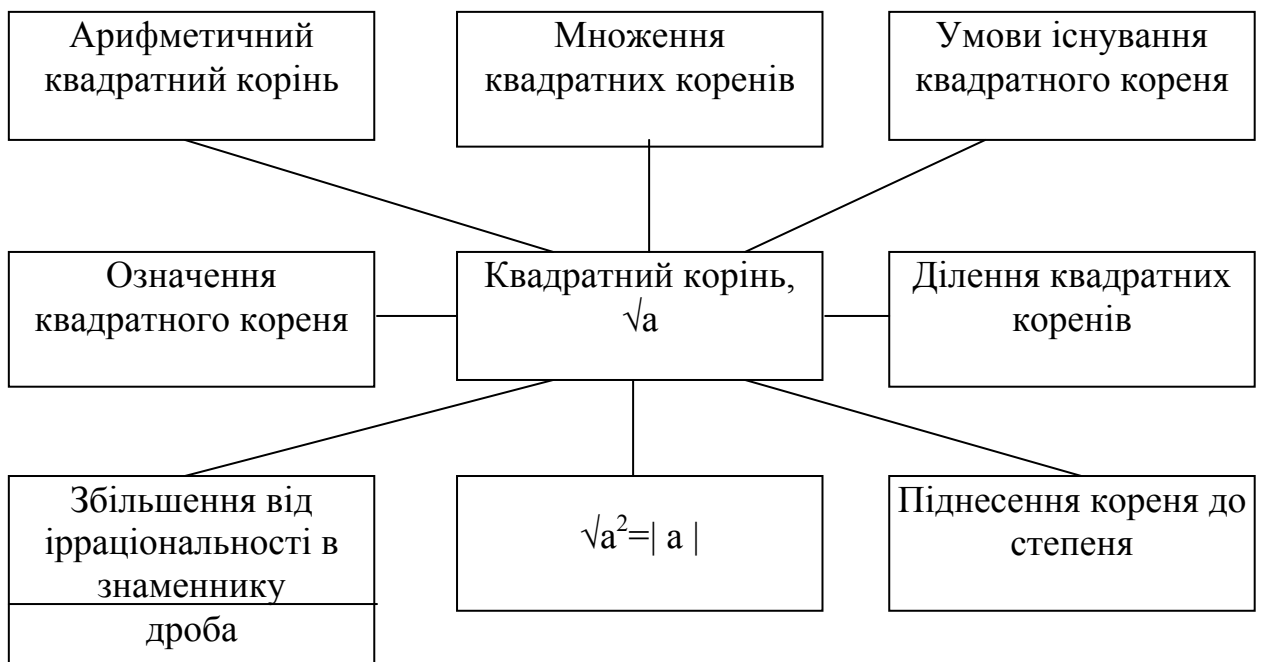 Арифметичний
квадратний корінь
Множення
квадратних коренів
Умови існування
квадратного кореня
Означення
квадратного кореня
Квадратний корінь,
√a
Ділення квадратних
коренів
Збільшення від
ірраціональності в
знаменнику
дроба
√a²=| a |
Піднесення кореня до
степеня